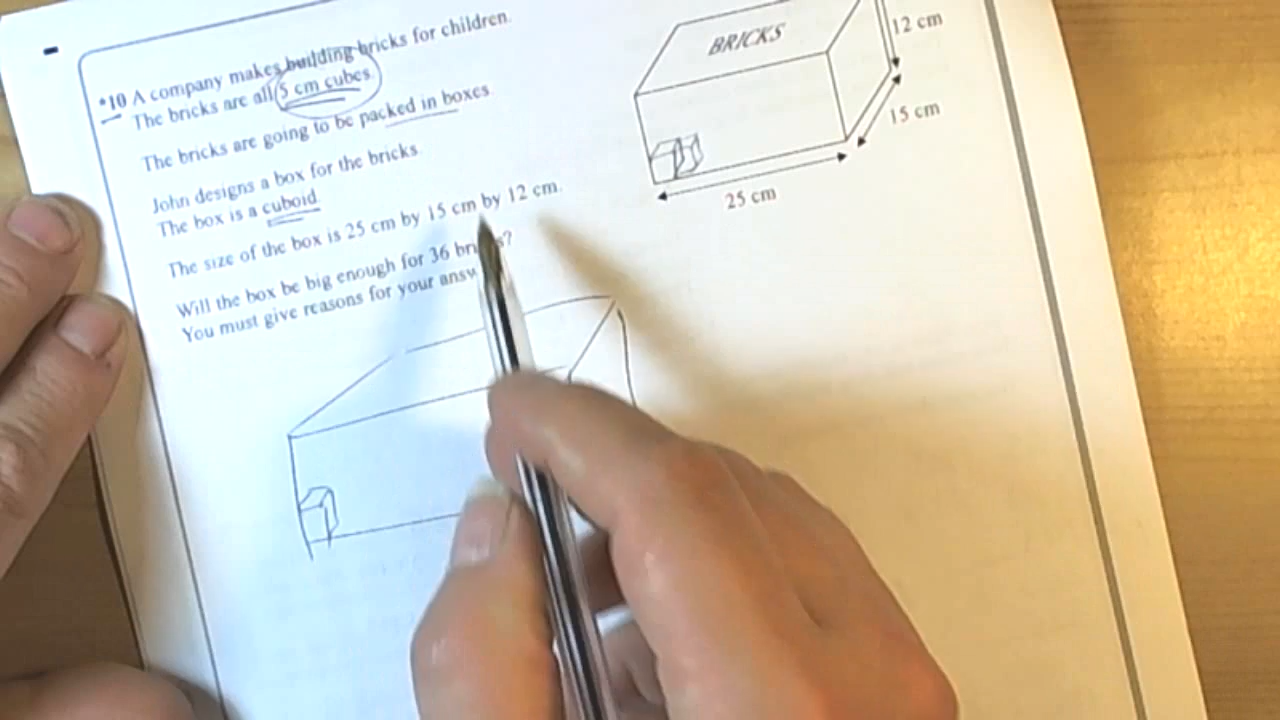 *10 A company makes building bricks for children.
The bricks are all 5 cm cubes.
The bricks are going to be packed in boxes.
John designs a box for the bricks.
The box is a cuboid.
The size of the box is 25 cm by 15 cm by 12 cm.
Will the box be big enough for 36
You must give reasons for your
BRICKS
12 cm
15 cm
25 cm